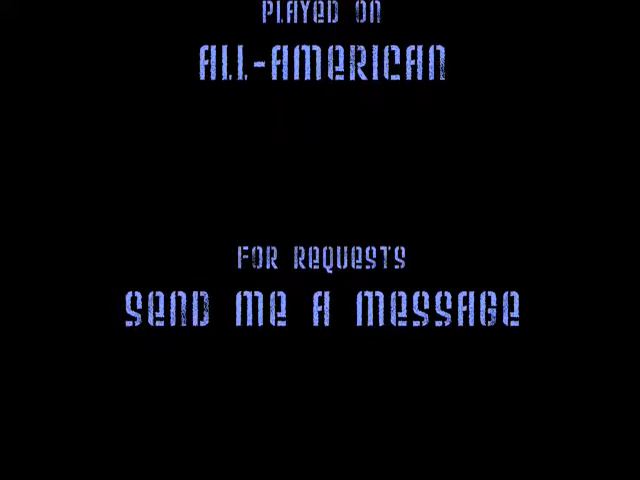 PLAYED ON
ALL-AMERICAN
FOR REQUESTS
SEND ME A MESSAGE